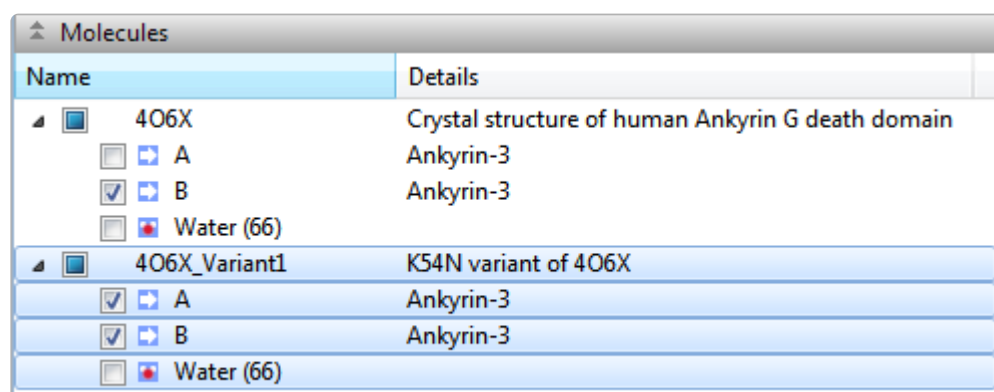 Molecules
Name Details
4O6X Crystal structure of human Ankyrin G death domain
A Ankyrin-3
B Ankyrin-3
Water (66)
4O6X_Variant1 K54N variant of 4O6X
A Ankyrin-3
B Ankyrin-3
Water (66)